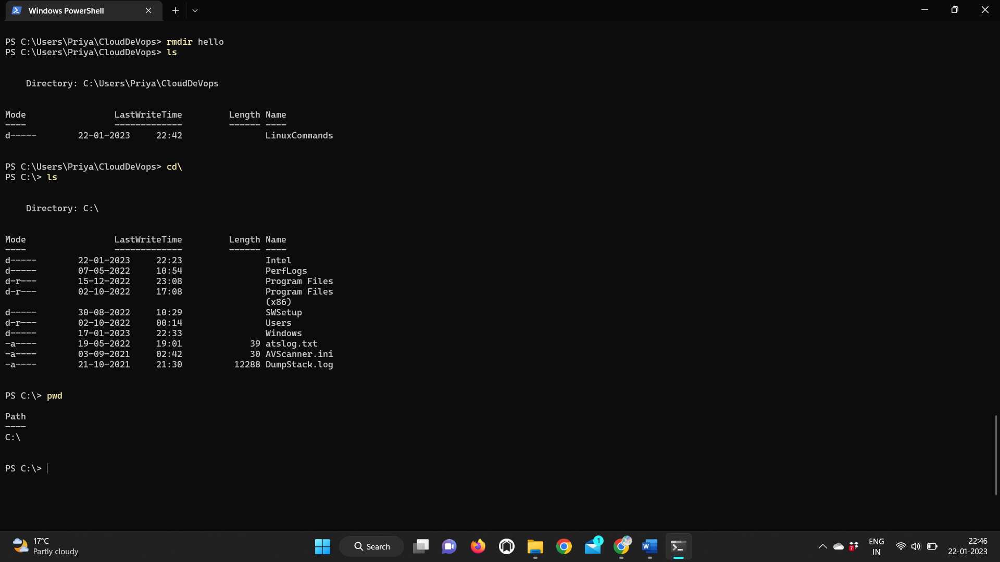 Windows PowerShell
PS C:\Users\Priya\CloudDeVops> rmdir hello
PS C:\Users\Priya\CloudDeVops> ls
Directory: C:\Users\Priya\CloudDeVops
Mode                 LastWriteTime         Length Name
----                 -------------         ------ ----
d-----        22-01-2023     22:42                LinuxCommands
PS C:\Users\Priya\CloudDeVops> cd\
PS C:\> ls
Directory: C:\
Mode                 LastWriteTime         Length Name
----                 -------------         ------ ----
d-----        22-01-2023     22:23                Intel
d-----        07-05-2022     10:54                PerfLogs
d-r---        15-12-2022     23:08                Program Files
d-r---        02-10-2022     17:08                Program Files
(x86)
d-----        30-08-2022     10:29                SWSetup
d-r---        02-10-2022     00:14                Users
d-----        17-01-2023     22:33                Windows
-a----        19-05-2022     19:01             39 atslog.txt
-a----        03-09-2021     02:42             30 AVScanner.ini
-a----        21-10-2021     21:30          12288 DumpStack.log
PS C:\> pwd
Path
----
C:\
PS C:\>
17°C
Partly cloudy
Search
1
W
7
ENG
IN
22:46
22-01-2023